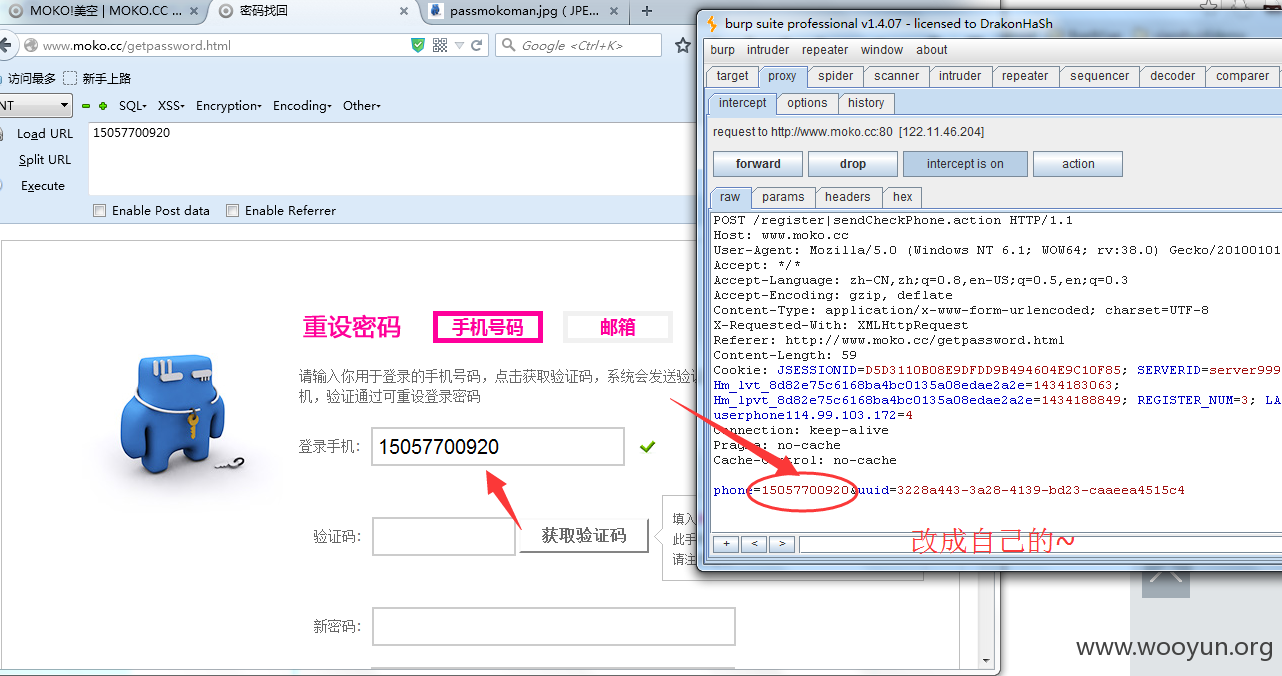 MOKO!美空 | MOKO.CC ...
密码找回
passmokoman.jpg ( JPE...
www.moko.cc/getpassword.html
Google <Ctrl+K>
访问最多
新手上路
NT
SQL
XSS
Encryption
Encoding
Other
Load URL
15057700920
Split URL
Execute
Enable Post data
Enable Referrer
重设密码
手机号码
邮箱
请输入你用于登录的手机号码，点击获取验证码，系统会发送验
机，验证通过可重设登录密码
登录手机:
15057700920
验证码:
获取验证码
填入
此手
请注
新密码:
burp suite professional v1.4.07 - licensed to DrakonHaSh
burp intruder repeater window about
target proxy spider scanner intruder repeater sequencer decoder comparer
intercept options history
request to http://www.moko.cc:80 [122.11.46.204]
forward drop intercept is on action
raw params headers hex
POST /register|sendCheckPhone.action HTTP/1.1
Host: www.moko.cc
User-Agent: Mozilla/5.0 (Windows NT 6.1; WOW64; rv:38.0) Gecko/20100101
Accept: */*
Accept-Language: zh-CN,zh;q=0.8,en-US;q=0.5,en;q=0.3
Accept-Encoding: gzip, deflate
Content-Type: application/x-www-form-urlencoded; charset=UTF-8
X-Requested-With: XMLHttpRequest
Referer: http://www.moko.cc/getpassword.html
Content-Length: 59
Cookie: JSESSIONID=D5D3110B08E9DFDD9B494604E9C10F85; SERVERID=server999
Hm_lvt_8d82e75c6168ba4bc0135a08edae2a2e=1434183063;
Hm_lpvt_8d82e75c6168ba4bc0135a08edae2a2e=1434188849; REGISTER_NUM=3; LA
userphone114.99.103.172=4
Connection: keep-alive
Pragma: no-cache
Cache-Control: no-cache
phone=15057700920&uuid=3228a443-3a28-4139-bd23-caaeea4515c4
+ < >
改成自己的~
www.wooyun.org